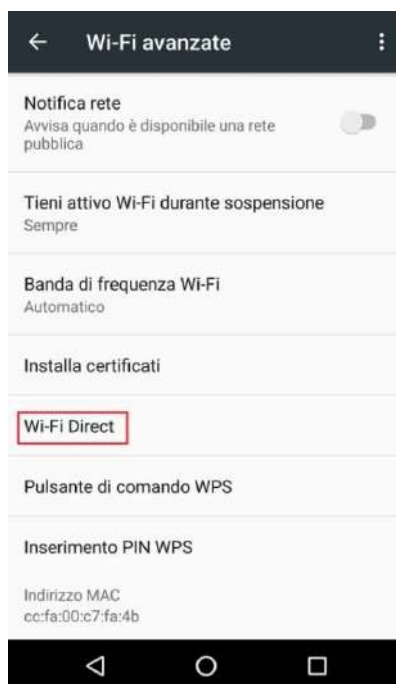 Wi-Fi avanzate
Notifica rete
Avvisa quando è disponibile una rete
pubblica
Tieni attivo Wi-Fi durante sospensione
Sempre
Banda di frequenza Wi-Fi
Automatico
Installa certificati
Wi-Fi Direct
Pulsante di comando WPS
Inserimento PIN WPS
Indirizzo MAC
cc:fa:00:c7:fa:4b